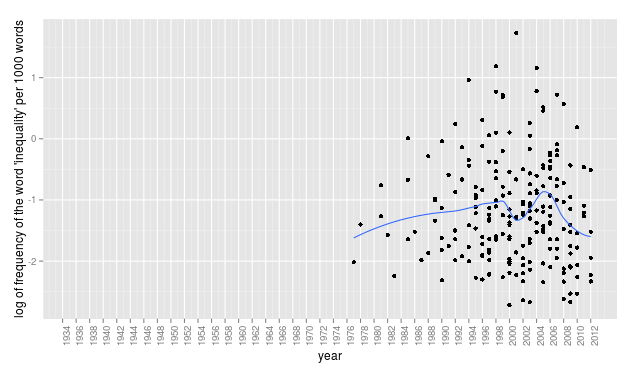 log of frequency of the word 'inequality' per 1000 words
1
0
-1
-2
1934 1936 1938 1940 1942 1944 1946 1948 1950 1952 1954 1956 1958 1960 1962 1964 1966 1968 1970 1972 1974 1976 1978 1980 1982 1984 1986 1988 1990 1992 1994 1996 1998 2000 2002 2004 2006 2008 2010 2012
year